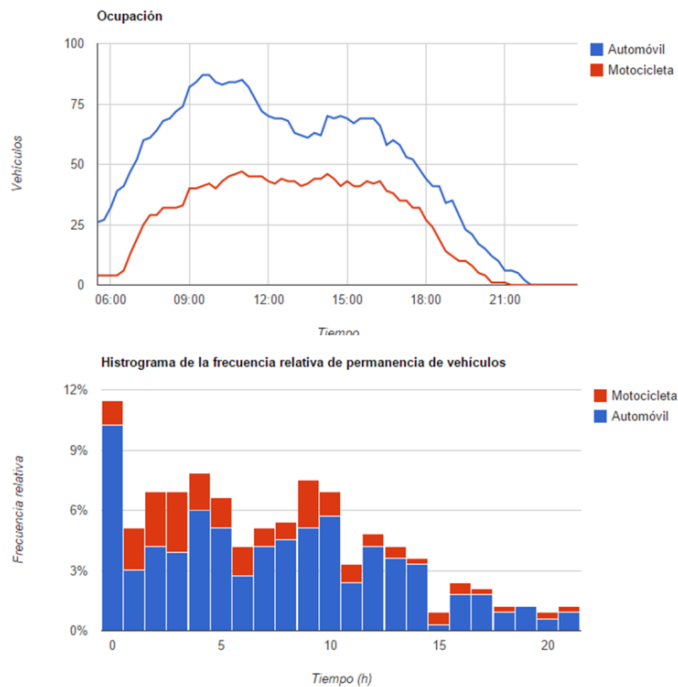 Ocupación
100
75
50
25
0
Vehículos
06:00 09:00 12:00 15:00 18:00 21:00
Tiempo
Automóvil
Motocicleta
Histrograma de la frecuencia relativa de permanencia de vehículos
12%
9%
6%
3%
0%
Frecuencia relativa
0 5 10 15 20
Tiempo (h)
Motocicleta
Automóvil